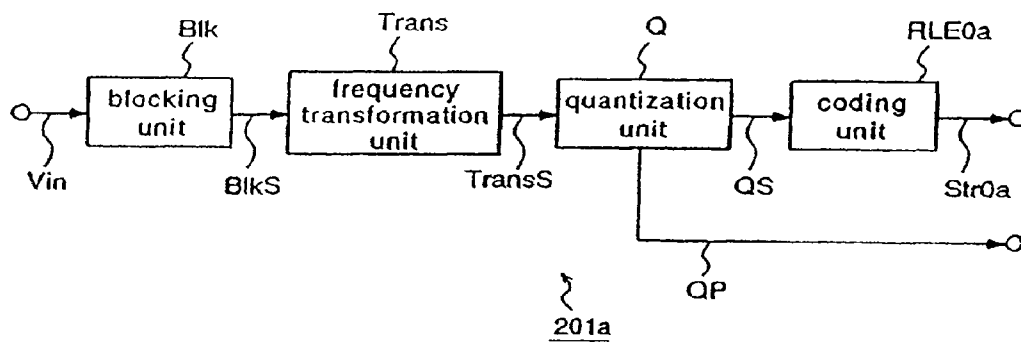 Blk
Trans
Q
RLE0a
blocking
unit
frequency
transformation
unit
quantization
unit
coding
unit
Vin
BlkS
TransS
QS
Str0a
QP
201a